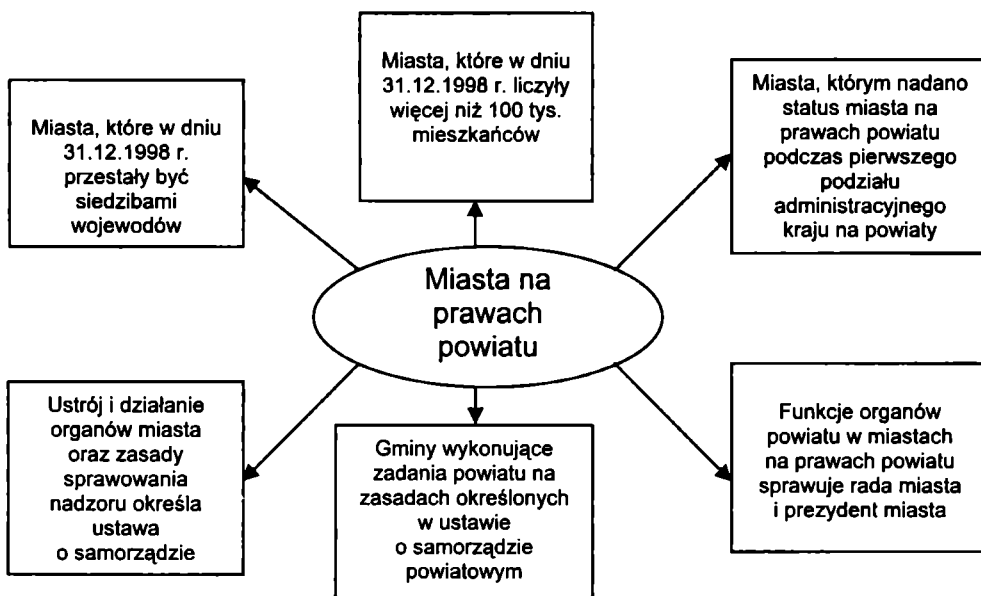 Miasta, które w dniu
31.12.1998 r.
przestały być
siedzibami
wojewodów
Miasta, które w dniu
31.12.1998 r. liczyły
więcej niż 100 tys.
mieszkańców
Miasta, którym nadano
status miasta na
prawach powiatu
podczas pierwszego
podziału
administracyjnego
kraju na powiaty
Miasta na
prawach
powiatu
Ustrój i działanie
organów miasta
oraz zasady
sprawowania
nadzoru określa
ustawa
o samorządzie
Gminy wykonujące
zadania powiatu na
zasadach określonych
w ustawie
o samorządzie
powiatowym
Funkcje organów
powiatu w miastach
na prawach powiatu
sprawuje rada miasta
i prezydent miasta